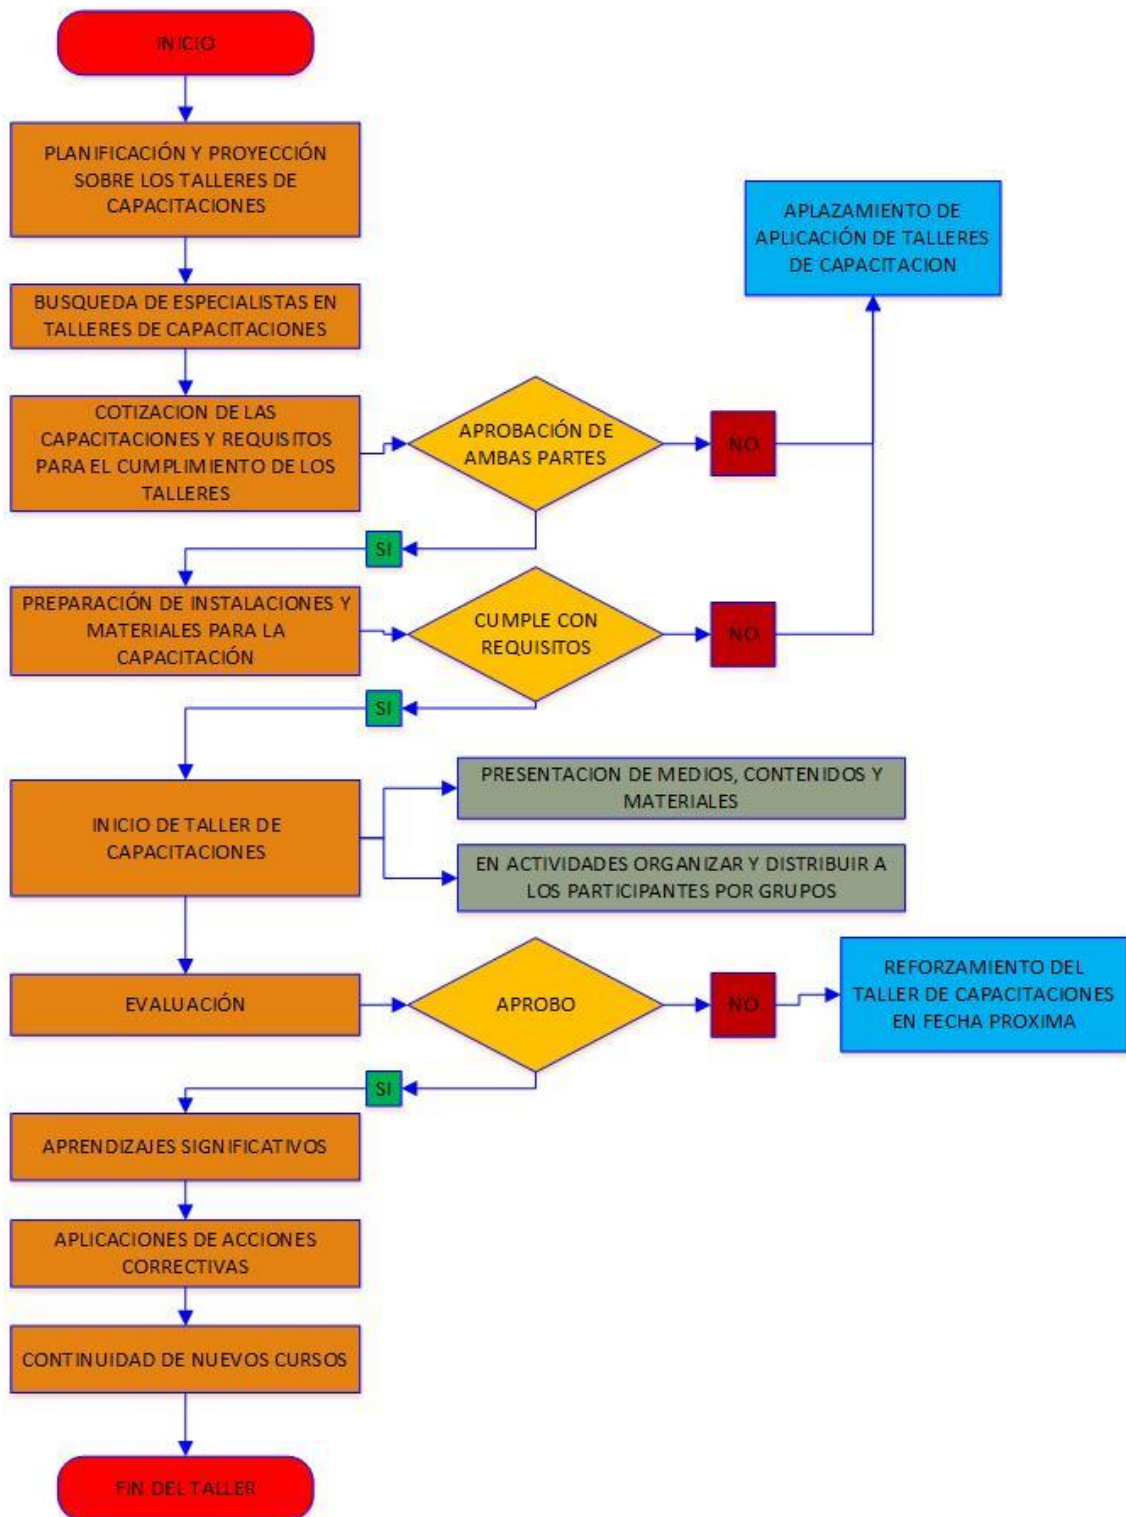 INICIO
PLANIFICACIÓN Y PROYECCIÓN
SOBRE LOS TALLERES DE
CAPACITACIONES
APLAZAMIENTO DE
APLICACIÓN DE TALLERES
DE CAPACITACION
BUSQUEDA DE ESPECIALISTAS EN
TALLERES DE CAPACITACIONES
COTIZACION DE LAS
CAPACITACIONES Y REQUISITOS
PARA EL CUMPLIMIENTO DE LOS
TALLERES
APROBACIÓN DE
AMBAS PARTES
NO
SI
PREPARACIÓN DE INSTALACIONES Y
MATERIALES PARA LA
CAPACITACIÓN
CUMPLE CON
REQUISITOS
NO
SI
INICIO DE TALLER DE
CAPACITACIONES
PRESENTACION DE MEDIOS, CONTENIDOS Y
MATERIALES
EN ACTIVIDADES ORGANIZAR Y DISTRIBUIR A
LOS PARTICIPANTES POR GRUPOS
EVALUACIÓN
APROBO
NO
REFORZAMIENTO DEL
TALLER DE CAPACITACIONES
EN FECHA PROXIMA
SI
APRENDIZAJES SIGNIFICATIVOS
APLICACIONES DE ACCIONES
CORRECTIVAS
CONTINUIDAD DE NUEVOS CURSOS
FIN DEL TALLER